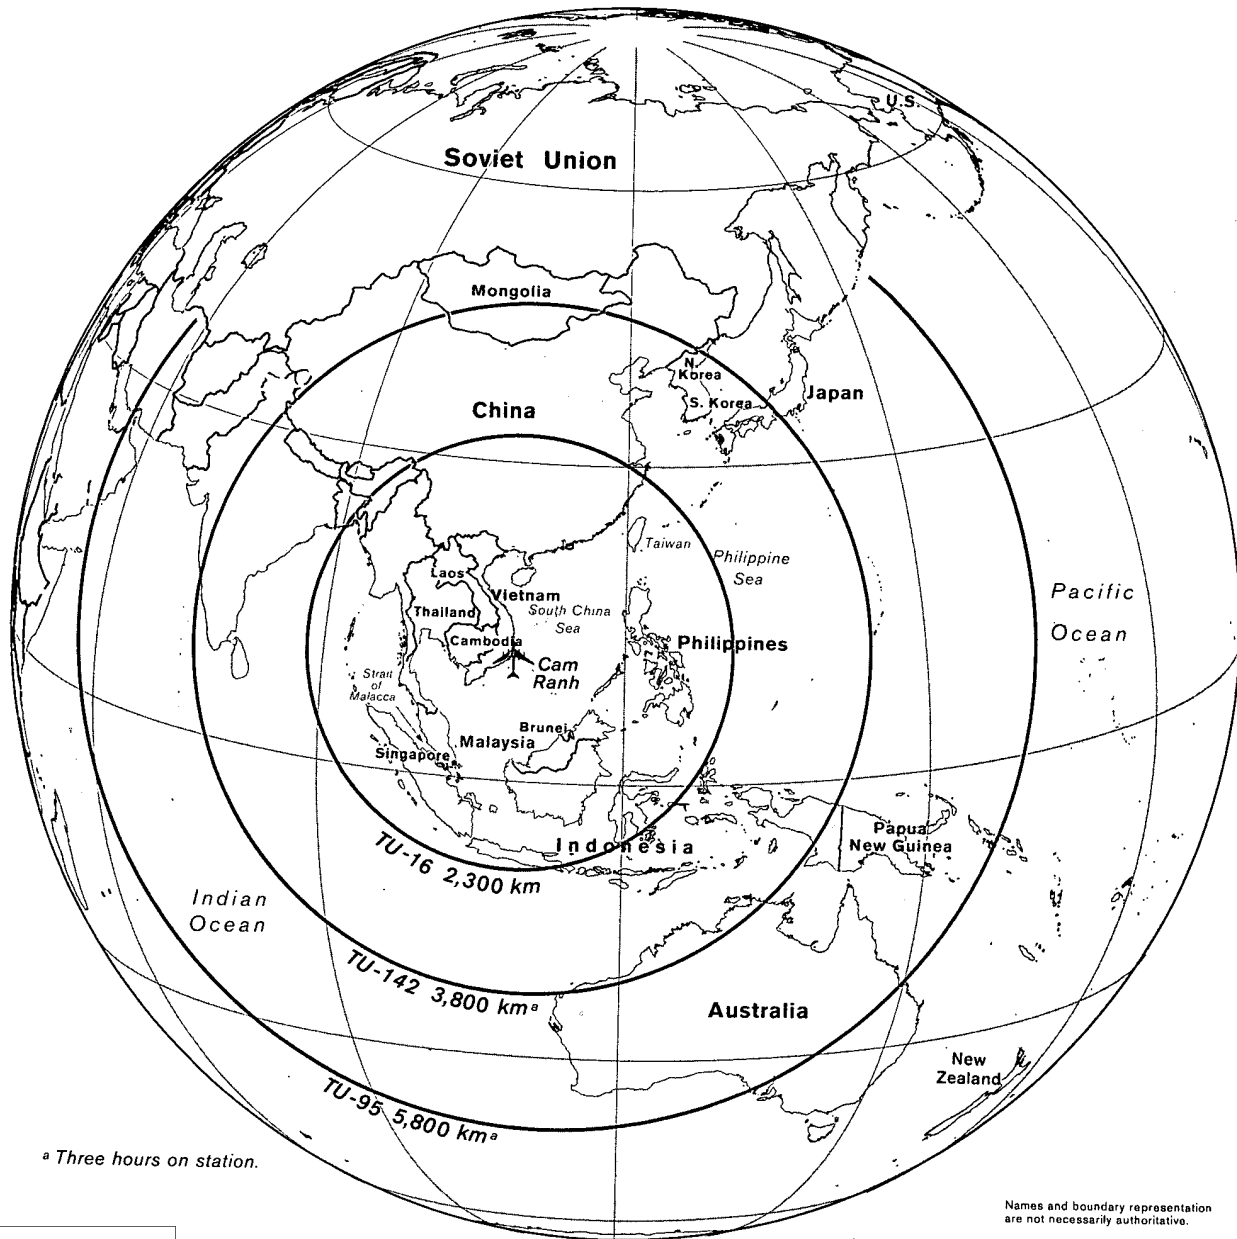 U.S.
Soviet Union
Mongolia
N.
Korea
S. Korea
Japan
China
Taiwan
Philippine
Sea
Laos
Vietnam
Thailand
South China
Sea
Pacific
Ocean
Cambodia
Philippines
Cam
Ranh
Strait
of
Malacca
Brunei
Malaysia
Singapore
Indonesia
Papua
New Guinea
TU-16 2,300 km
Indian
Ocean
TU-142 3,800 kmᵃ
Australia
New
Zealand
TU-95 5,800 kmᵃ
ᵃ Three hours on station.
Names and boundary representation
are not necessarily authoritative.